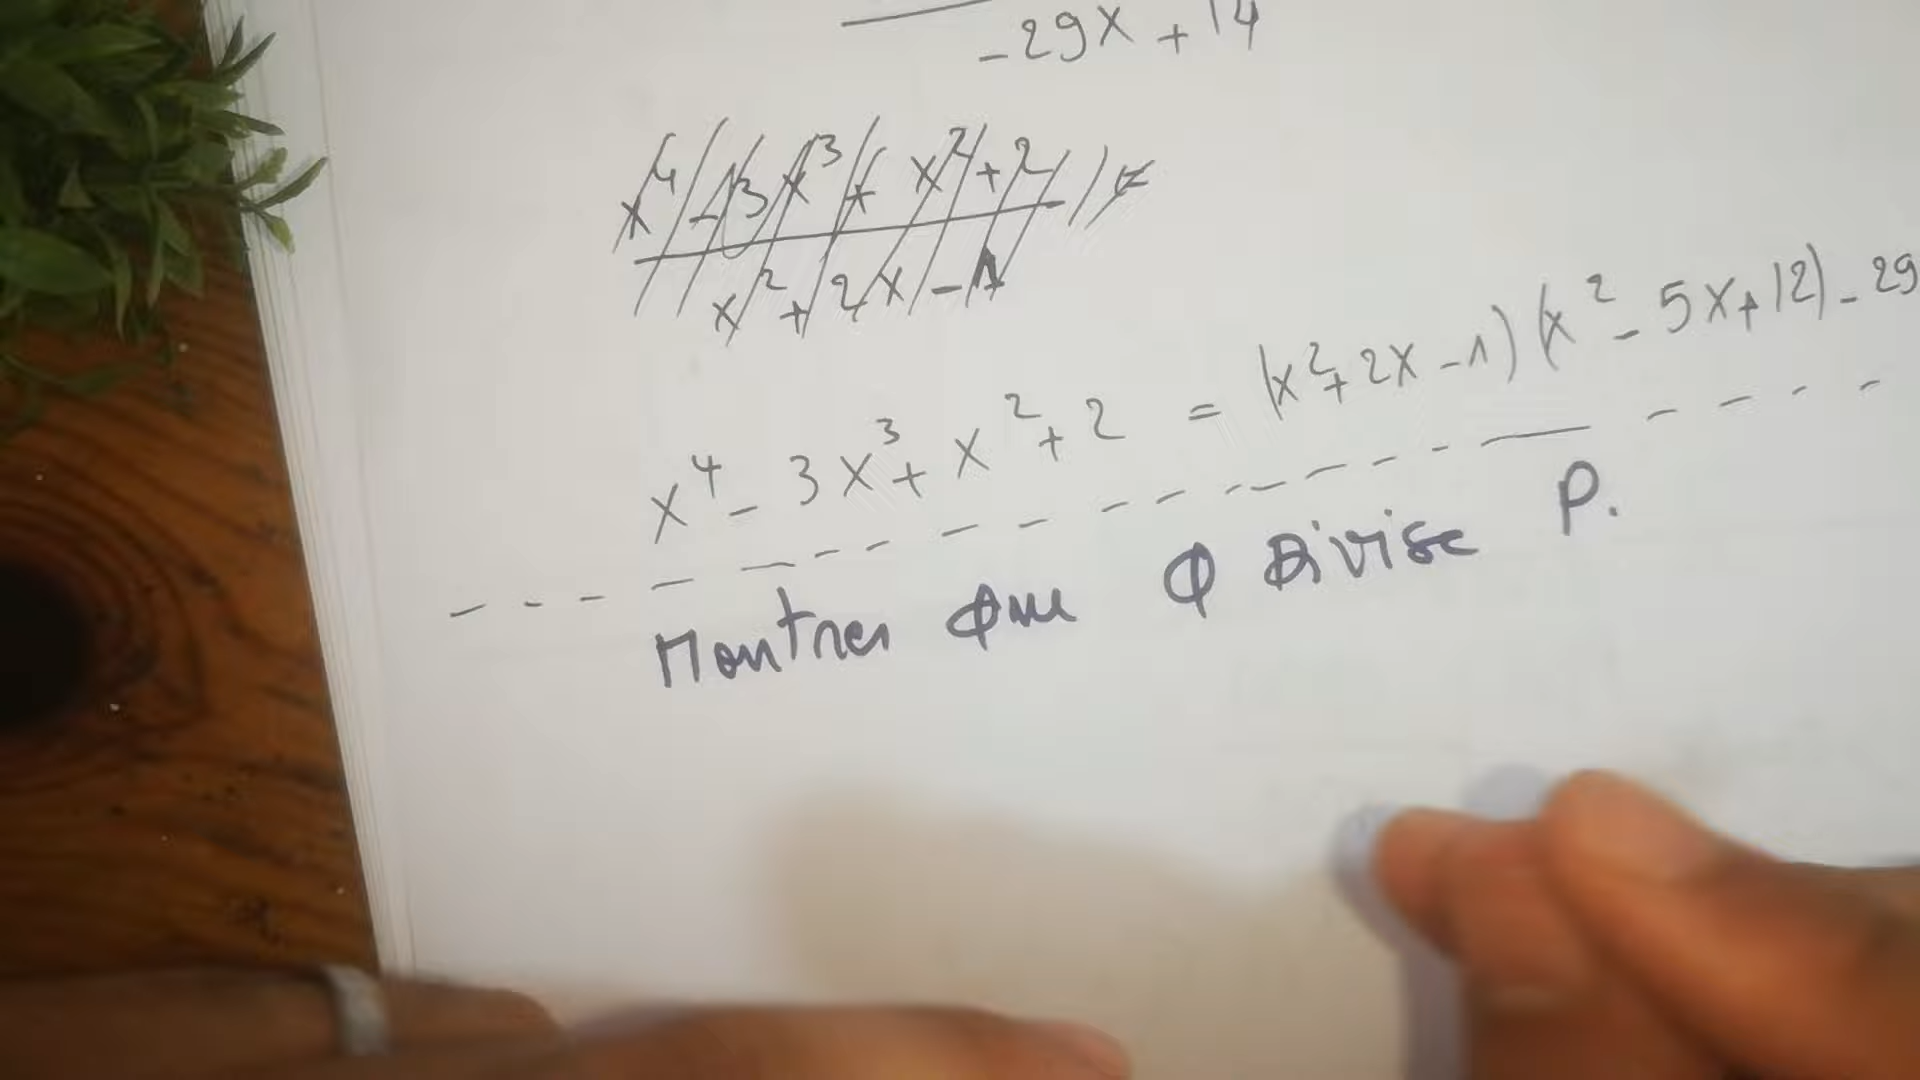 -29x + 14
x⁴ - 3x³ + x² + 2
x² + 2x - 1
x⁴ - 3x³ + x² + 2 = (x² + 2x - 1)(x² - 5x + 12) - 29
Montrer que Q divise P.